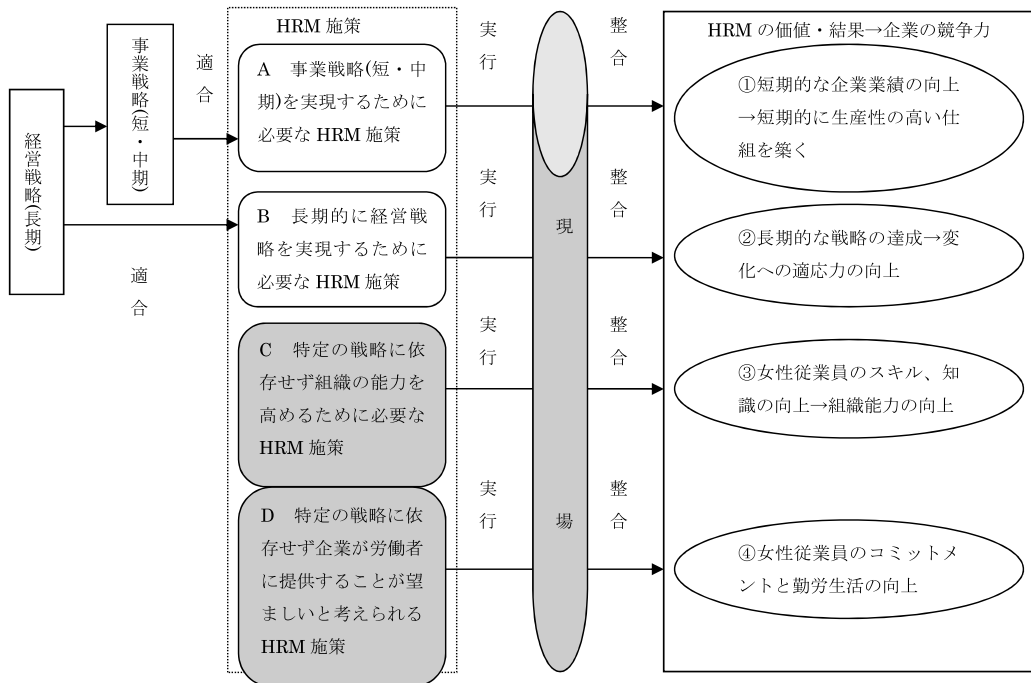 経営戦略(長期)
事業戦略(短・中期)
適合
適合
HRM 施策
A 事業戦略(短・中
期)を実現するために
必要な HRM 施策
B 長期的に経営戦
略を実現するために
必要な HRM 施策
C 特定の戦略に依
存せず組織の能力を
高めるために必要な
HRM 施策
D 特定の戦略に依
存せず企業が労働者
に提供することが望
ましいと考えられる
HRM 施策
実行
実行
実行
実行
現場
整合
整合
整合
整合
HRM の価値・結果→企業の競争力
①短期的な企業業績の向上
→短期的に生産性の高い仕
組を築く
②長期的な戦略の達成→変
化への適応力の向上
③女性従業員のスキル、知
識の向上→組織能力の向上
④女性従業員のコミットメ
ントと勤労生活の向上